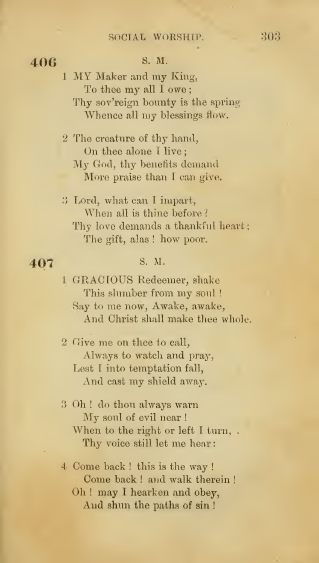 SOCIAL WORSHIP. 303
406 S. M.
1 MY Maker and my King,
To thee my all I owe;
Thy sov'reign bounty is the spring
Whence all my blessings flow.
2 The creature of thy hand,
On thee alone I live;
My God, thy benefits demand
More praise than I can give.
3 Lord, what can I impart,
When all is thine before?
Thy love demands a thankful heart;
The gift, alas! how poor.
407 S. M.
1 GRACIOUS Redeemer, shake
This slumber from my soul!
Say to me now, Awake, awake,
And Christ shall make thee whole.
2 Give me on thee to call,
Always to watch and pray,
Lest I into temptation fall,
And cast my shield away.
3 Oh! do thou always warn
My soul of evil near!
When to the right or left I turn,
Thy voice still let me hear:
4 Come back! this is the way!
Come back! and walk therein!
Oh! may I hearken and obey,
And shun the paths of sin!